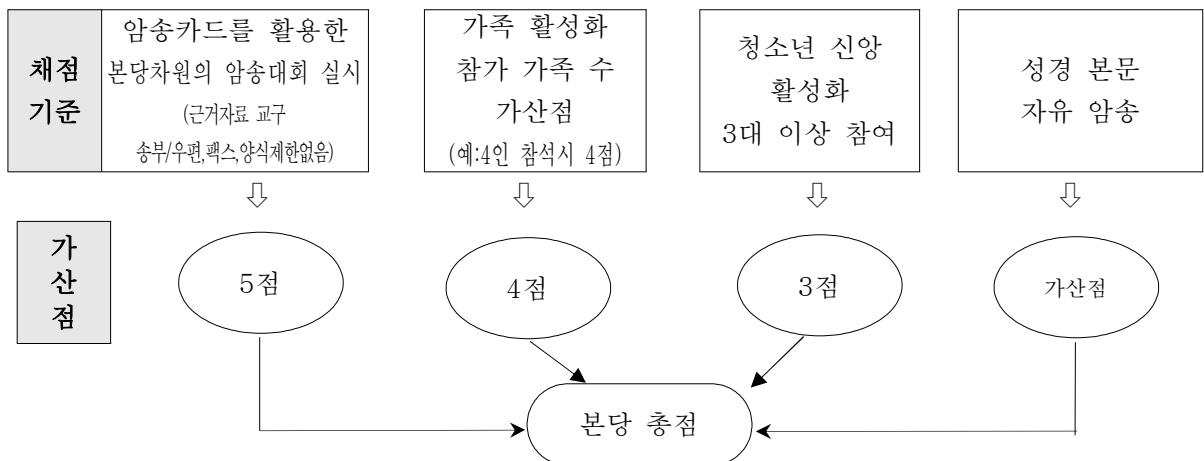 채점
기준
암송카드를 활용한
본당차원의 암송대회 실시
(근거자료 교구
송부/우편,팩스,양식제한없음)
가족 활성화
참가 가족 수
가산점
(예:4인 참석시 4점)
청소년 신앙
활성화
3대 이상 참여
성경 본문
자유 암송
가
산
점
5점
4점
3점
가산점
본당 총점